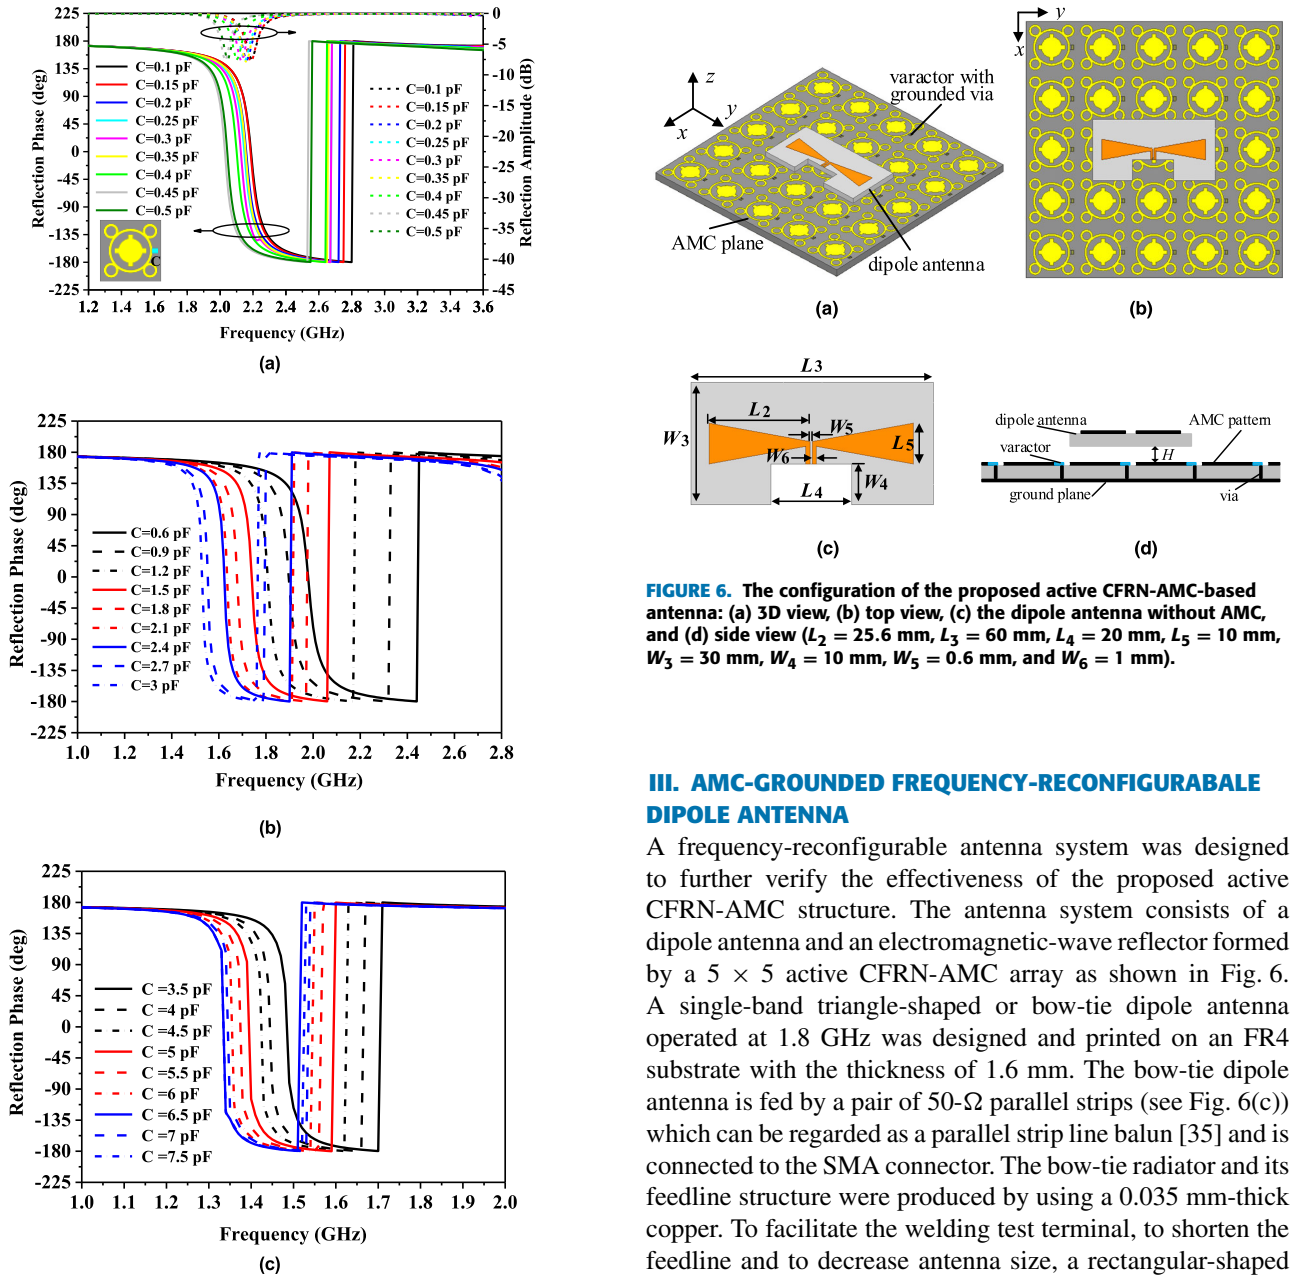 225
180
135
90
45
0
-45
-90
-135
-180
-225
Reflection Phase (deg)
C=0.1 pF
C=0.15 pF
C=0.2 pF
C=0.25 pF
C=0.3 pF
C=0.35 pF
C=0.4 pF
C=0.45 pF
C=0.5 pF
C
C=0.1 pF
C=0.15 pF
C=0.2 pF
C=0.25 pF
C=0.3 pF
C=0.35 pF
C=0.4 pF
C=0.45 pF
C=0.5 pF
0
-5
-10
-15
-20
-25
-30
-35
-40
-45
Reflection Amplitude (dB)
1.2 1.4 1.6 1.8 2.0 2.2 2.4 2.6 2.8 3.0 3.2 3.4 3.6
Frequency (GHz)
(a)
225
180
135
90
45
0
-45
-90
-135
-180
-225
Reflection Phase (deg)
C=0.6 pF
C=0.9 pF
C=1.2 pF
C=1.5 pF
C=1.8 pF
C=2.1 pF
C=2.4 pF
C=2.7 pF
C=3 pF
1.0 1.2 1.4 1.6 1.8 2.0 2.2 2.4 2.6 2.8
Frequency (GHz)
(b)
225
180
135
90
45
0
-45
-90
-135
-180
-225
Reflection Phase (deg)
C =3.5 pF
C =4 pF
C =4.5 pF
C =5 pF
C =5.5 pF
C =6 pF
C =6.5 pF
C =7 pF
C =7.5 pF
1.0 1.1 1.2 1.3 1.4 1.5 1.6 1.7 1.8 1.9 2.0
Frequency (GHz)
(c)
z
y
x
varactor with
grounded via
AMC plane
dipole antenna
(a)
y
x
(b)
L3
L2
W5
W3
L5
W6
W4
L4
(c)
dipole antenna
AMC pattern
varactor
H
ground plane
via
(d)
FIGURE 6. The configuration of the proposed active CFRN-AMC-based
antenna: (a) 3D view, (b) top view, (c) the dipole antenna without AMC,
and (d) side view (L2 = 25.6 mm, L3 = 60 mm, L4 = 20 mm, L5 = 10 mm,
W3 = 30 mm, W4 = 10 mm, W5 = 0.6 mm, and W6 = 1 mm).
III. AMC-GROUNDED FREQUENCY-RECONFIGURABALE
DIPOLE ANTENNA
A frequency-reconfigurable antenna system was designed
to further verify the effectiveness of the proposed active
CFRN-AMC structure. The antenna system consists of a
dipole antenna and an electromagnetic-wave reflector formed
by a 5 × 5 active CFRN-AMC array as shown in Fig. 6.
A single-band triangle-shaped or bow-tie dipole antenna
operated at 1.8 GHz was designed and printed on an FR4
substrate with the thickness of 1.6 mm. The bow-tie dipole
antenna is fed by a pair of 50-Ω parallel strips (see Fig. 6(c))
which can be regarded as a parallel strip line balun [35] and is
connected to the SMA connector. The bow-tie radiator and its
feedline structure were produced by using a 0.035 mm-thick
copper. To facilitate the welding test terminal, to shorten the
feedline and to decrease antenna size, a rectangular-shaped